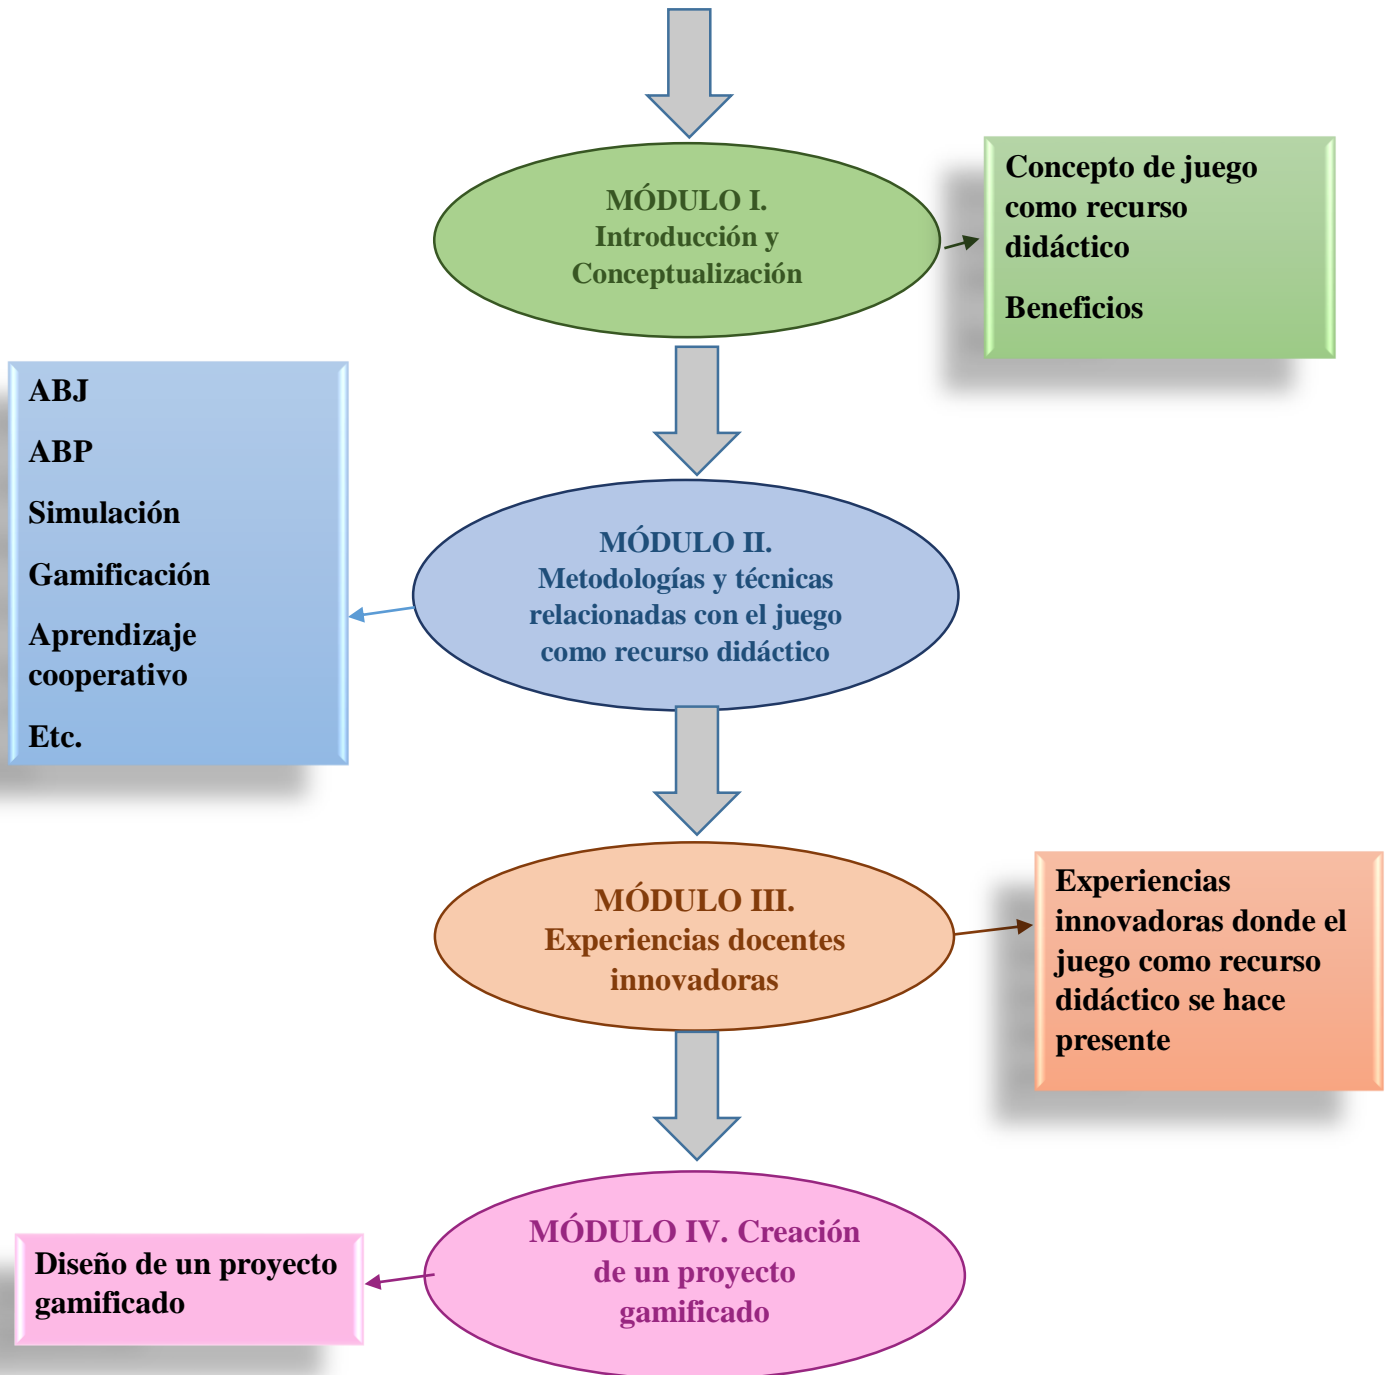 MÓDULO I.
Introducción y
Conceptualización
Concepto de juego
como recurso
didáctico
Beneficios
ABJ
ABP
Simulación
Gamificación
Aprendizaje
cooperativo
Etc.
MÓDULO II.
Metodologías y técnicas
relacionadas con el juego
como recurso didáctico
MÓDULO III.
Experiencias docentes
innovadoras
Experiencias
innovadoras donde el
juego como recurso
didáctico se hace
presente
MÓDULO IV. Creación
de un proyecto
gamificado
Diseño de un proyecto
gamificado